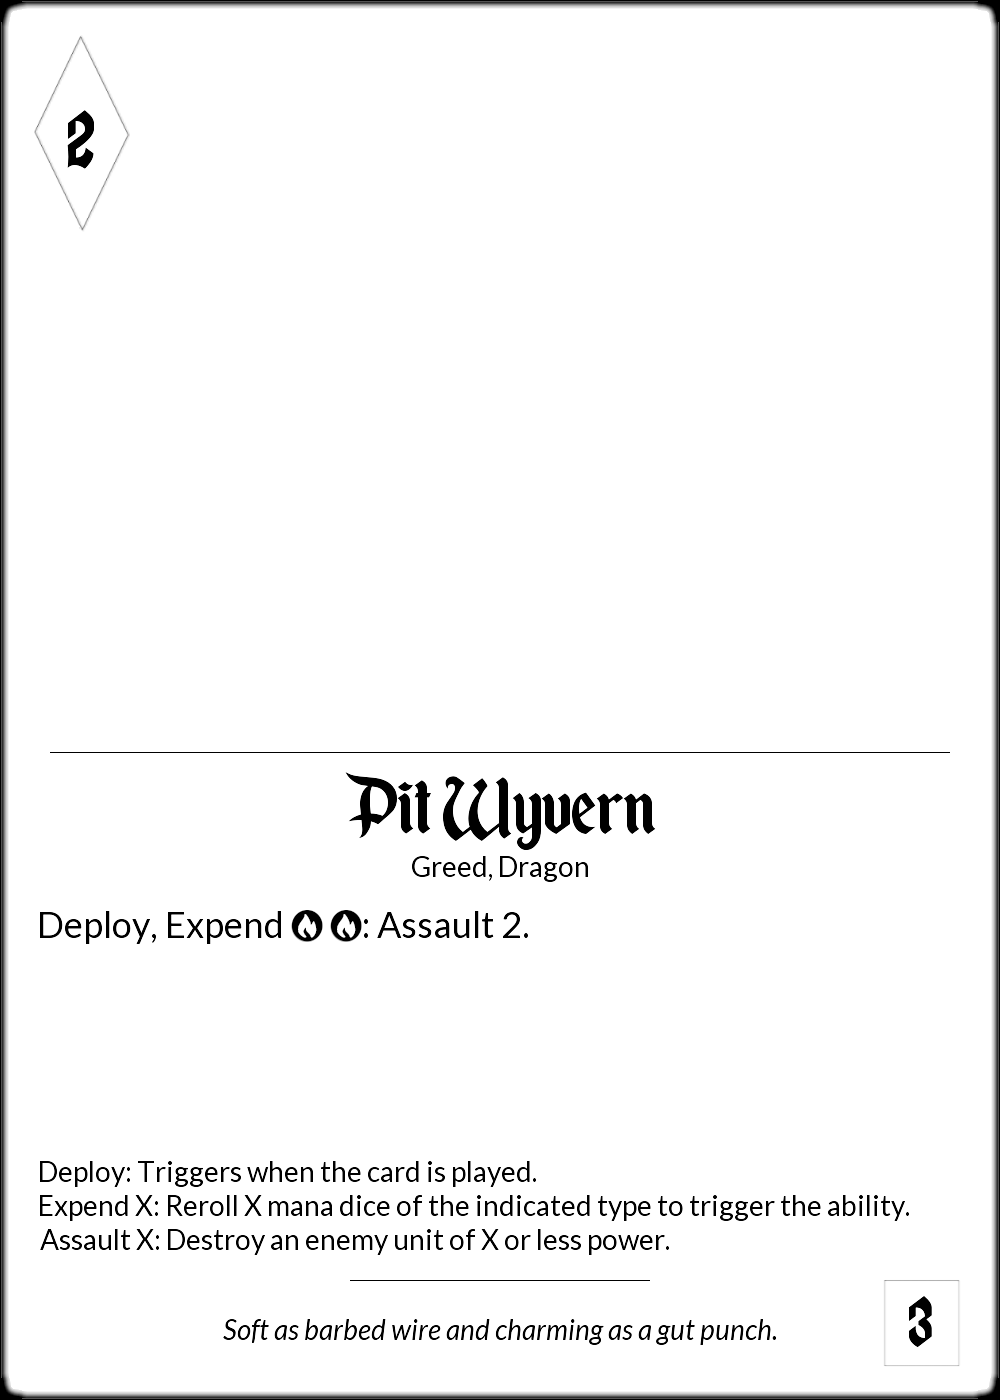 2
Pit Wyvern
Greed, Dragon
Deploy, Expend : Assault 2.
Deploy: Triggers when the card is played.
Expend X: Reroll X mana dice of the indicated type to trigger the ability.
Assault X: Destroy an enemy unit of X or less power.
Soft as barbed wire and charming as a gut punch.
3